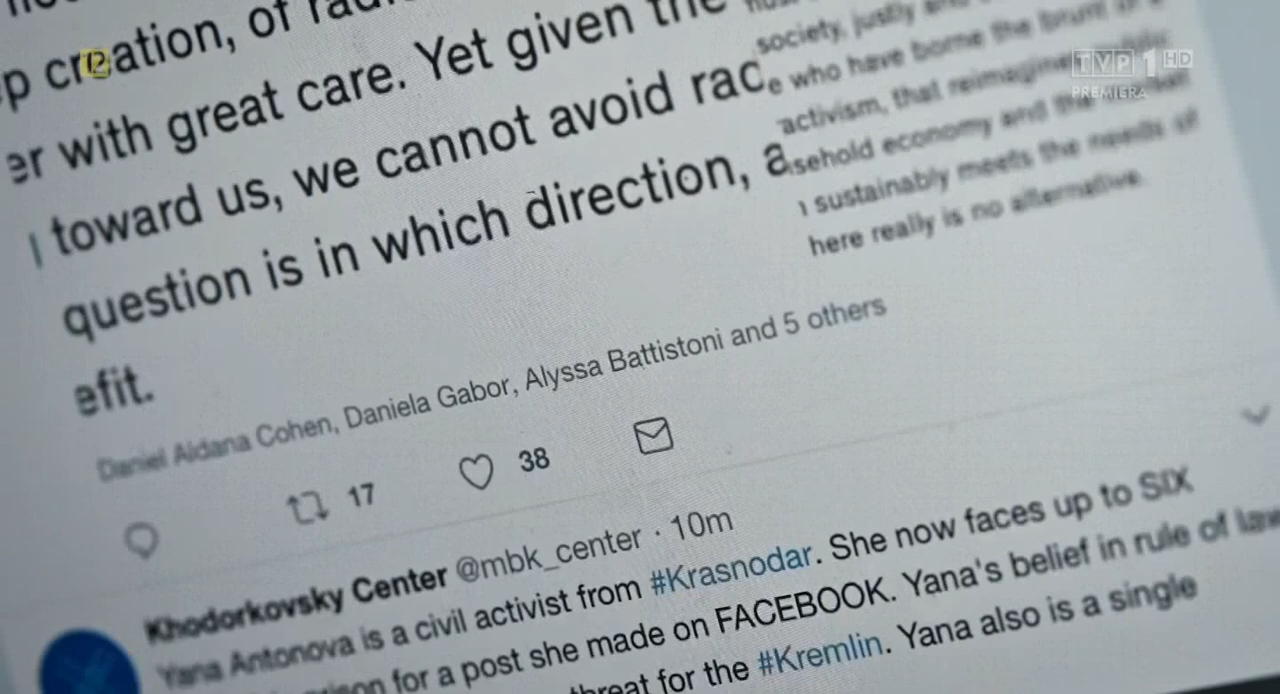 p creation, of
12
TVP 1 HD
PREMIERA
er with great care. Yet given the
society, justly
toward us, we cannot avoid rac
e who have borne the brunt of a
activism, that reimagine
question is in which direction, a
sehold economy and the
sustainably meets the needs of
here really is no alternative.
efit.
Daniel Aldana Cohen, Daniela Gabor, Alyssa Battistoni and 5 others
17 38
Khodorkovsky Center @mbk_center · 10m
Yana Antonova is a civil activist from #Krasnodar. She now faces up to SIX
for a post she made on FACEBOOK. Yana's belief in rule of law
threat for the #Kremlin. Yana also is a single